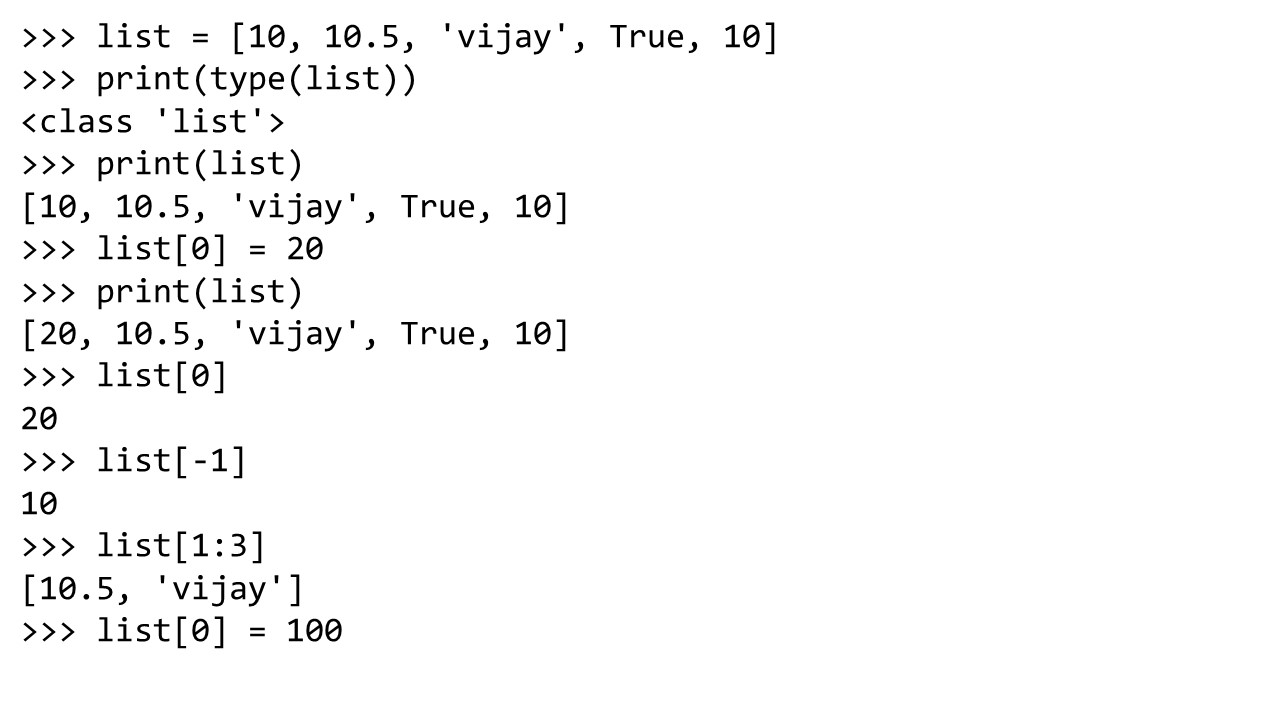 >>> list = [10, 10.5, 'vijay', True, 10]
>>> print(type(list))
<class 'list'>
>>> print(list)
[10, 10.5, 'vijay', True, 10]
>>> list[0] = 20
>>> print(list)
[20, 10.5, 'vijay', True, 10]
>>> list[0]
20
>>> list[-1]
10
>>> list[1:3]
[10.5, 'vijay']
>>> list[0] = 100